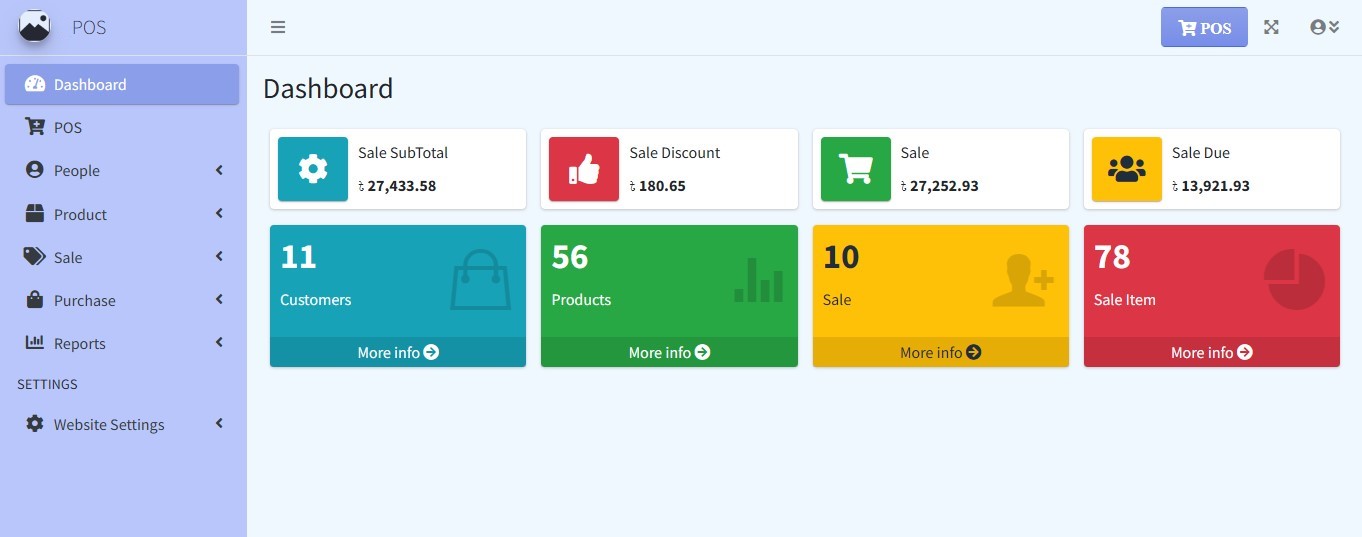 POS
POS
Dashboard
POS
People
Product
Sale
Purchase
Reports
SETTINGS
Website Settings
Dashboard
Sale SubTotal
৳ 27,433.58
Sale Discount
৳ 180.65
Sale
৳ 27,252.93
Sale Due
৳ 13,921.93
11
Customers
More info
56
Products
More info
10
Sale
More info
78
Sale Item
More info